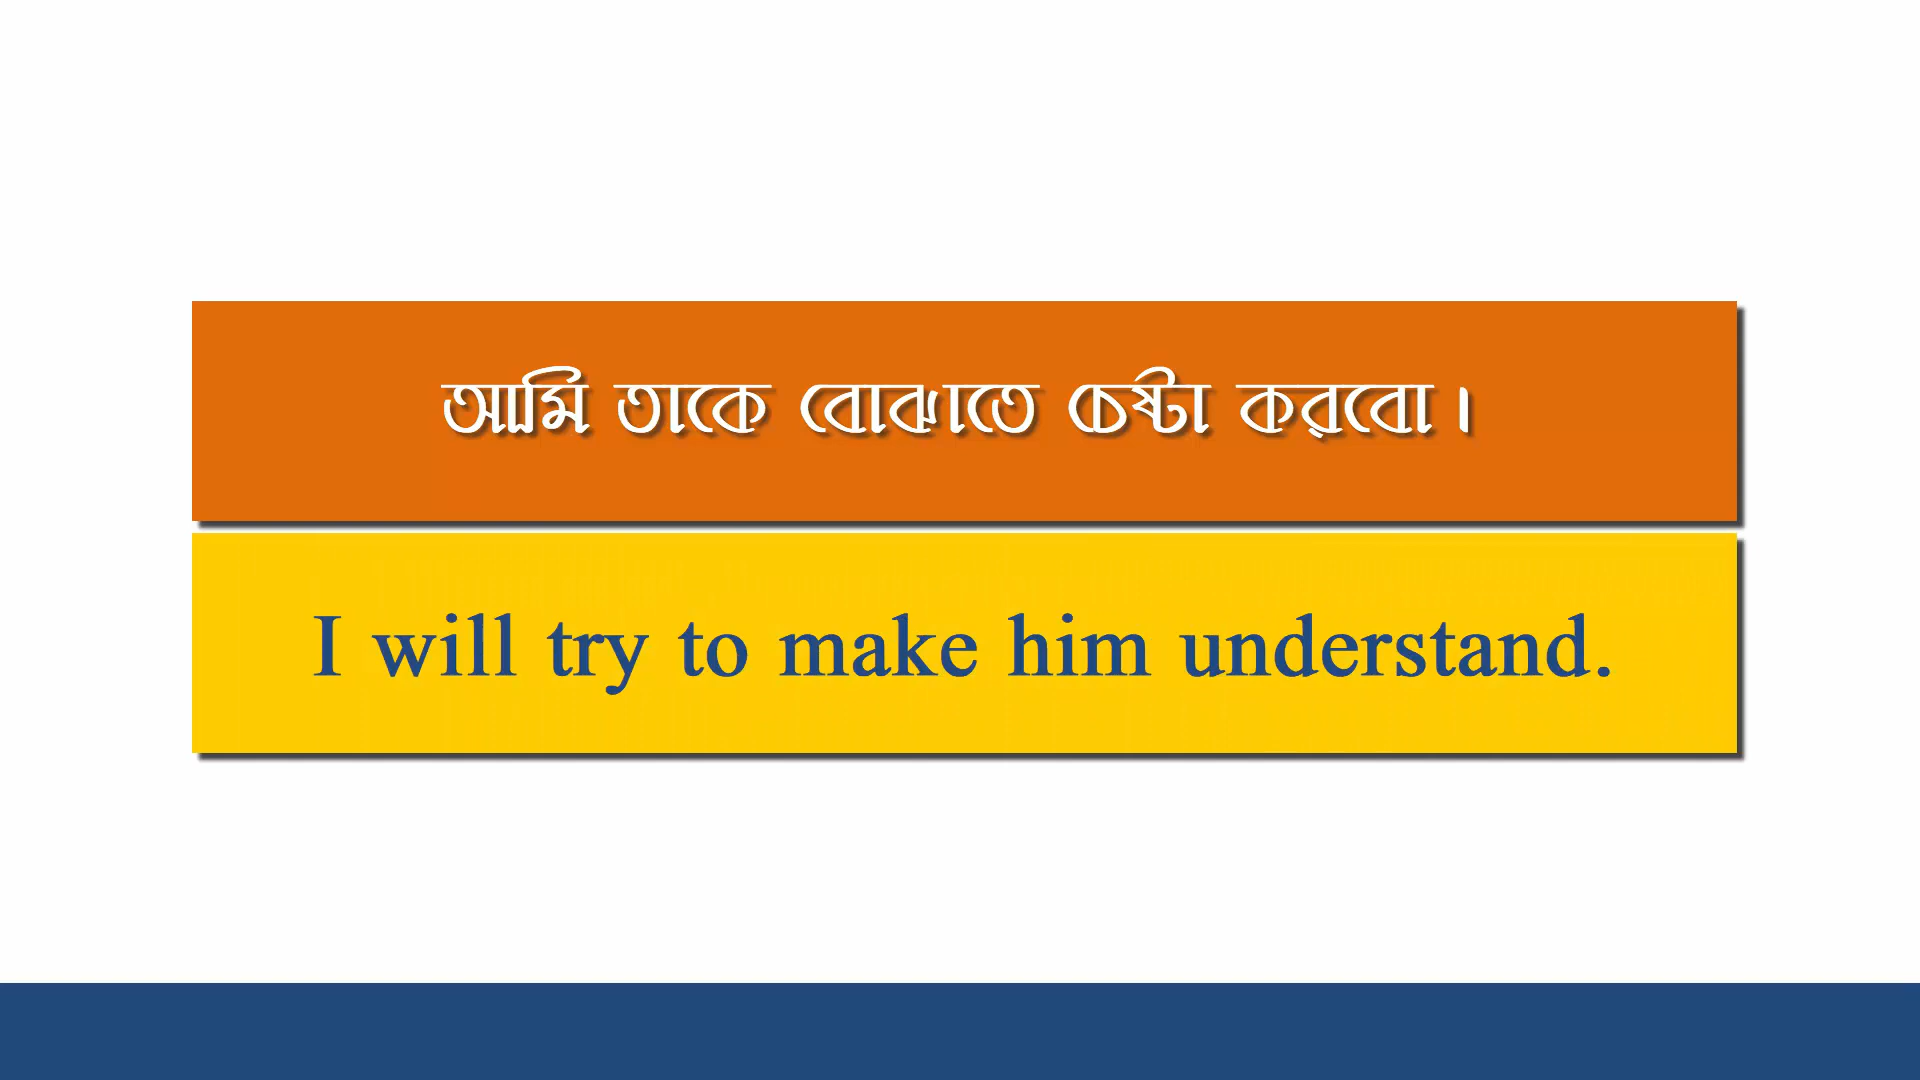 আমি তাকে বোঝাতে চেষ্টা করবো।
I will try to make him understand.